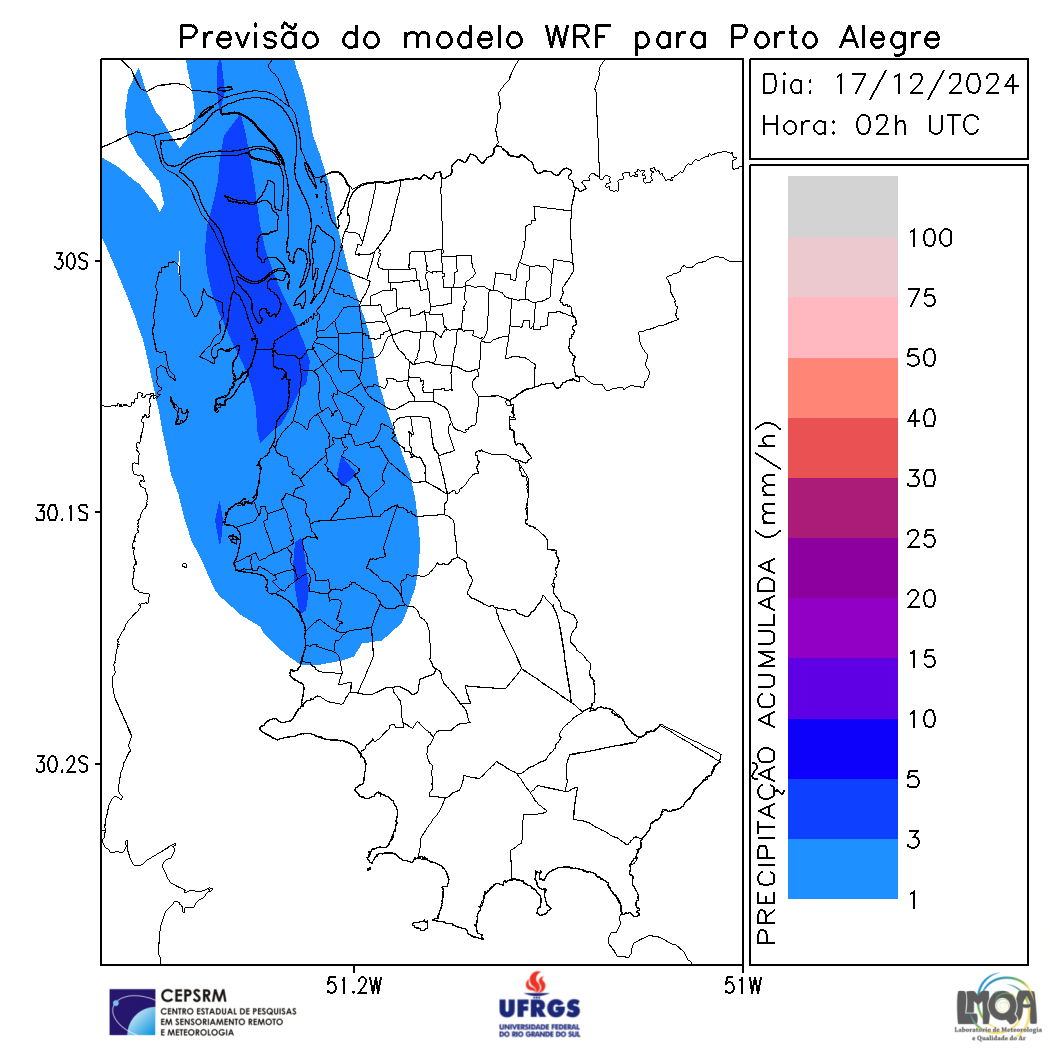 Previsão do modelo WRF para Porto Alegre
Dia: 17/12/2024
Hora: 02h UTC
30S
30.1S
30.2S
51.2W
51W
PRECIPITAÇÃO ACUMULADA (mm/h)
100
75
50
40
30
25
20
15
10
5
3
1
CEPSRM
CENTRO ESTADUAL DE PESQUISAS
EM SENSORIAMENTO REMOTO
E METEOROLOGIA
UFRGS
UNIVERSIDADE FEDERAL
DO RIO GRANDE DO SUL
LMQA
Laboratório de Meteorologia
e Qualidade do Ar